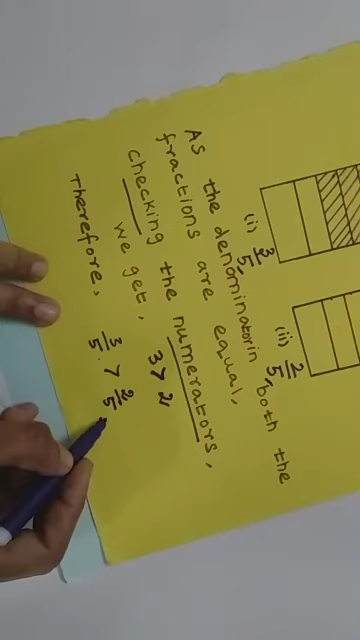 (i) 3/5, (ii) 2/5,
As the denominator in both the
fractions are equal,
checking the numerators,
we get, 3 > 2,
Therefore, 3/5 > 2/5